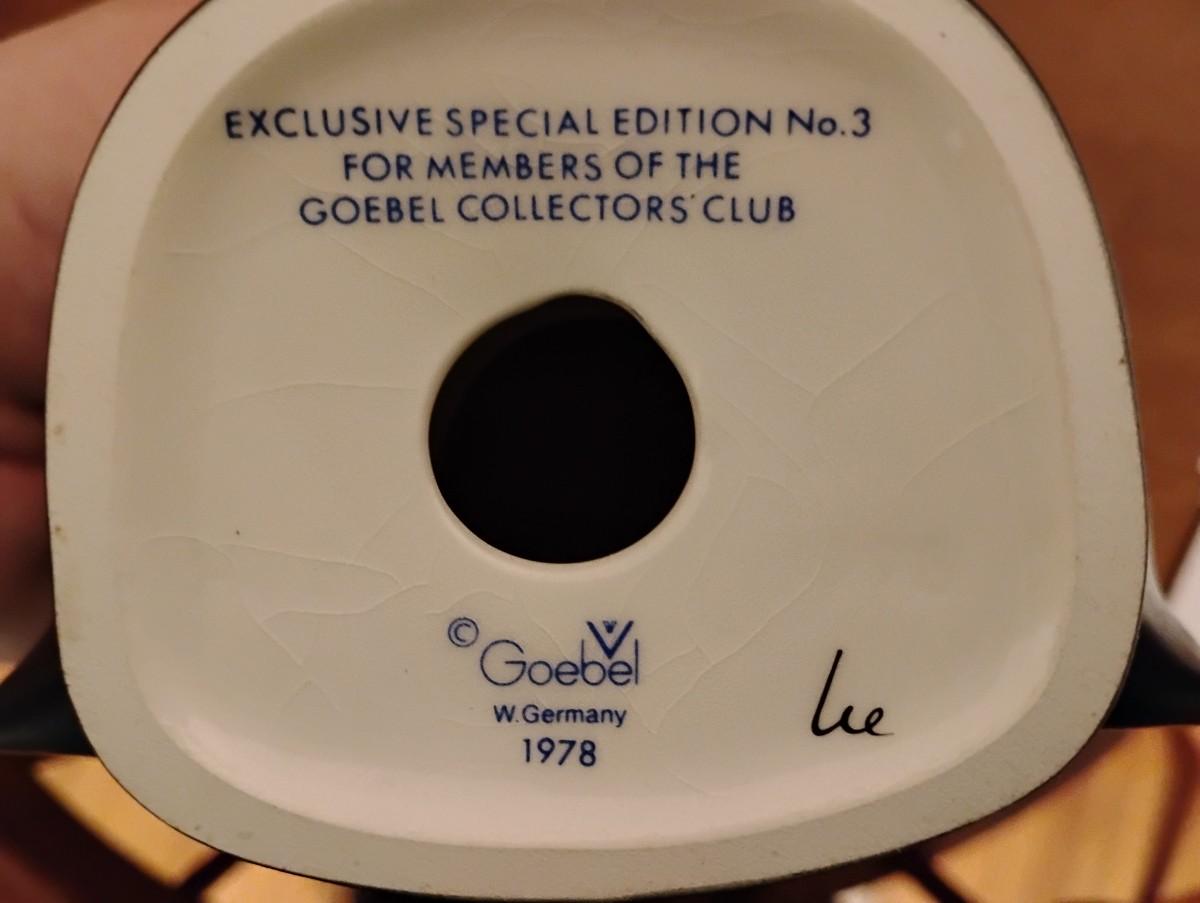 EXCLUSIVE SPECIAL EDITION No.3
FOR MEMBERS OF THE
GOEBEL COLLECTORS' CLUB
© Goebel
W. Germany
1978